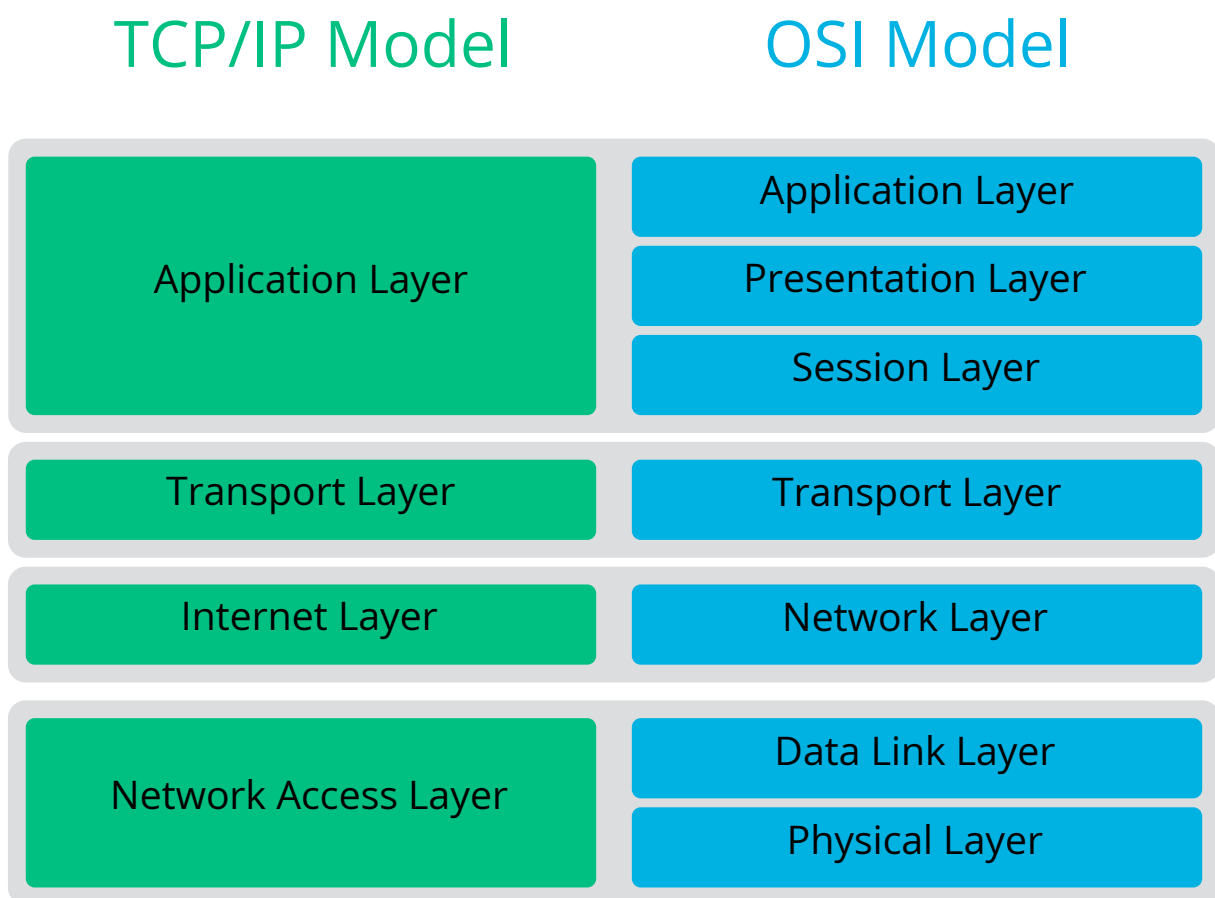 TCP/IP Model
OSI Model
Application Layer
Application Layer
Presentation Layer
Session Layer
Transport Layer
Transport Layer
Internet Layer
Network Layer
Network Access Layer
Data Link Layer
Physical Layer